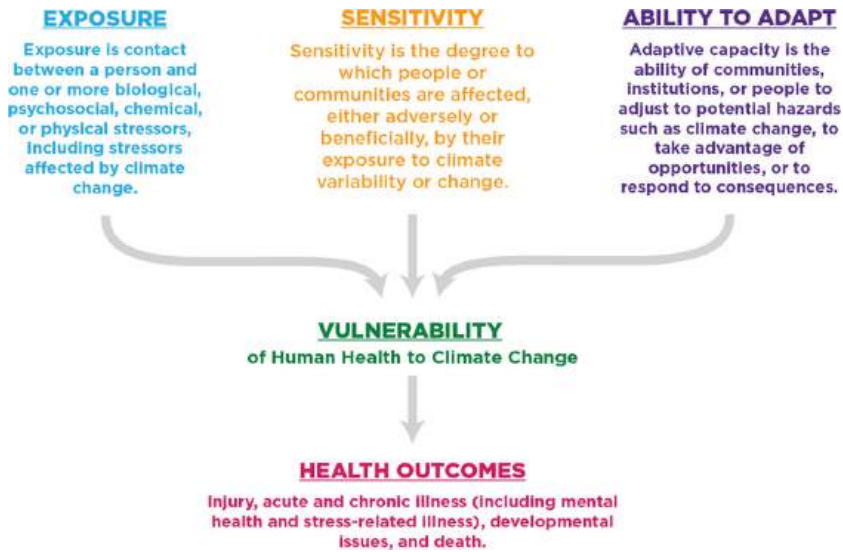 EXPOSURE
Exposure is contact
between a person and
one or more biological,
psychosocial, chemical,
or physical stressors,
including stressors
affected by climate
change.
SENSITIVITY
Sensitivity is the degree to
which people or
communities are affected,
either adversely or
beneficially, by their
exposure to climate
variability or change.
ABILITY TO ADAPT
Adaptive capacity is the
ability of communities,
institutions, or people to
adjust to potential hazards
such as climate change, to
take advantage of
opportunities, or to
respond to consequences.
VULNERABILITY
of Human Health to Climate Change
HEALTH OUTCOMES
Injury, acute and chronic illness (including mental
health and stress-related illness), developmental
issues, and death.